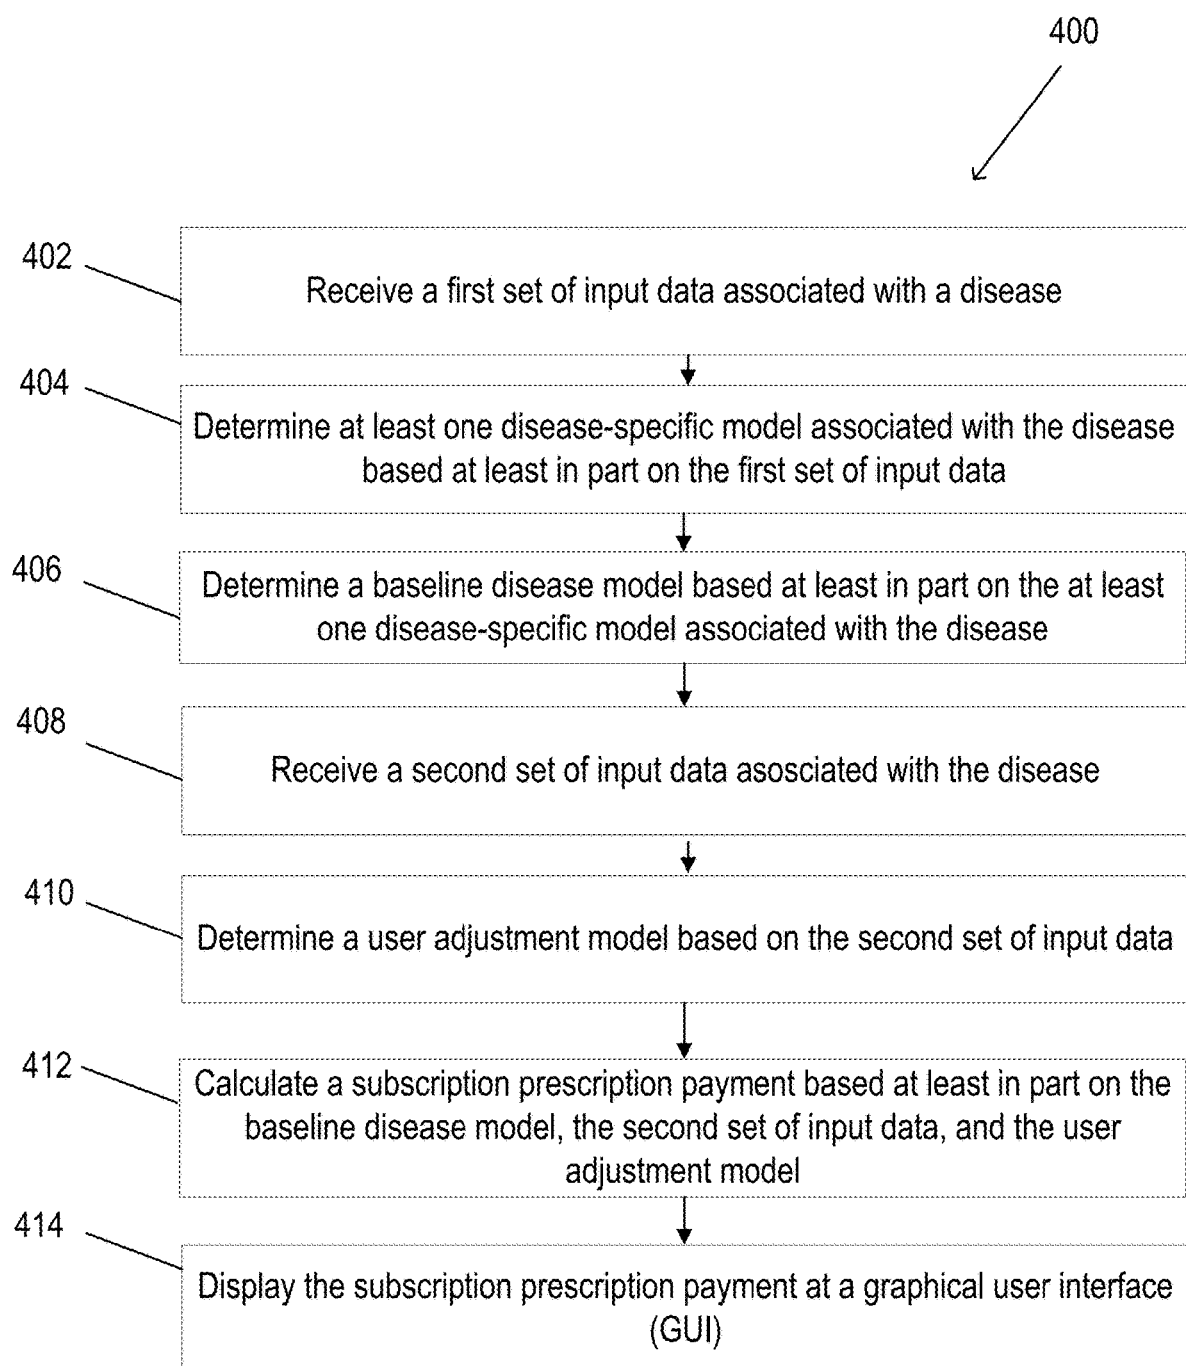 400
402
Receive a first set of input data associated with a disease
404
Determine at least one disease-specific model associated with the disease
based at least in part on the first set of input data
406
Determine a baseline disease model based at least in part on the at least
one disease-specific model associated with the disease
408
Receive a second set of input data asosciated with the disease
410
Determine a user adjustment model based on the second set of input data
412
Calculate a subscription prescription payment based at least in part on the
baseline disease model, the second set of input data, and the user
adjustment model
414
Display the subscription prescription payment at a graphical user interface
(GUI)